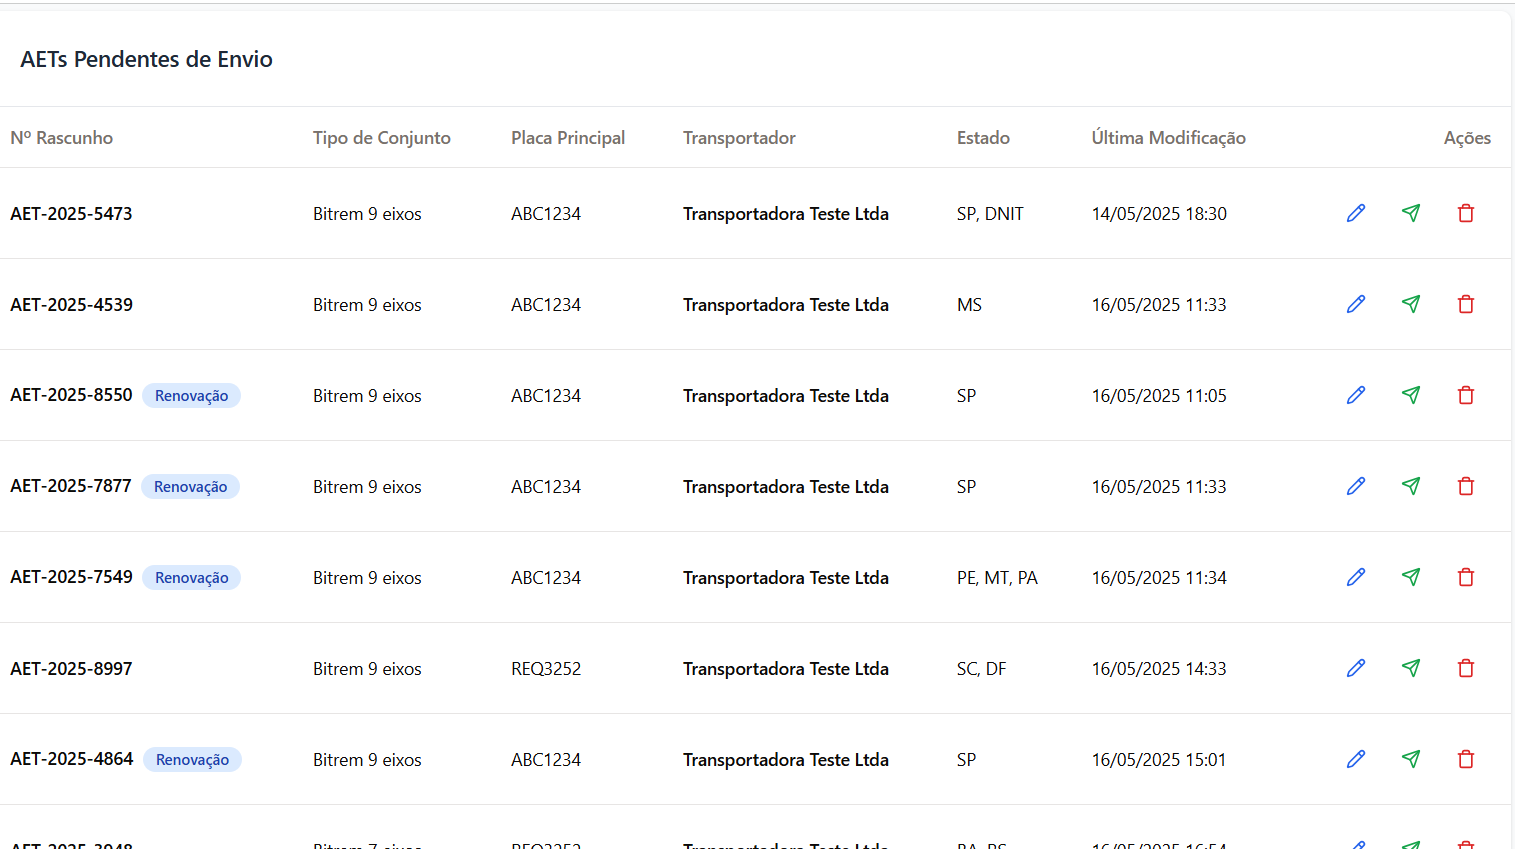 AETs Pendentes de Envio
Nº Rascunho Tipo de Conjunto Placa Principal Transportador Estado Última Modificação Ações
AET-2025-5473 Bitrem 9 eixos ABC1234 Transportadora Teste Ltda SP, DNIT 14/05/2025 18:30
AET-2025-4539 Bitrem 9 eixos ABC1234 Transportadora Teste Ltda MS 16/05/2025 11:33
AET-2025-8550 Renovação Bitrem 9 eixos ABC1234 Transportadora Teste Ltda SP 16/05/2025 11:05
AET-2025-7877 Renovação Bitrem 9 eixos ABC1234 Transportadora Teste Ltda SP 16/05/2025 11:33
AET-2025-7549 Renovação Bitrem 9 eixos ABC1234 Transportadora Teste Ltda PE, MT, PA 16/05/2025 11:34
AET-2025-8997 Bitrem 9 eixos REQ3252 Transportadora Teste Ltda SC, DF 16/05/2025 14:33
AET-2025-4864 Renovação Bitrem 9 eixos ABC1234 Transportadora Teste Ltda SP 16/05/2025 15:01
Bitrem 7 eixos REQ3252 Transportadora Teste Ltda